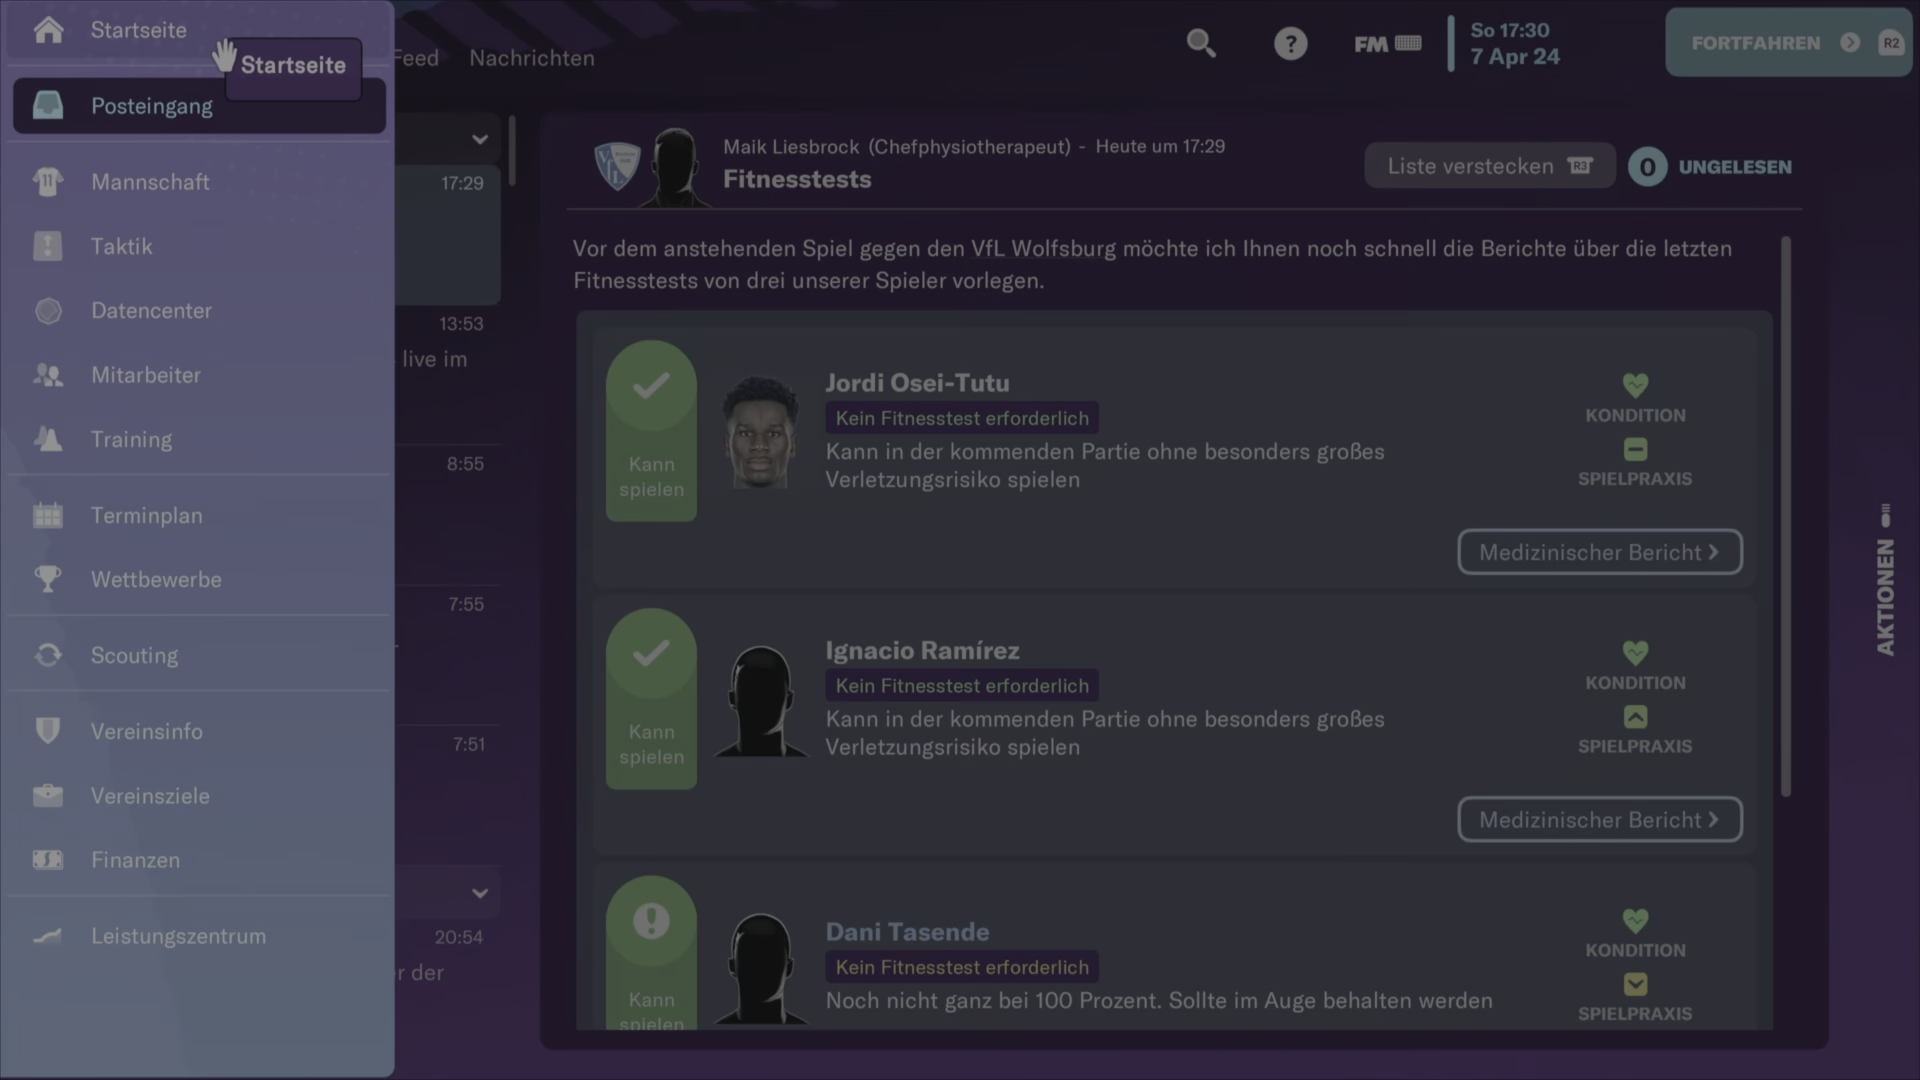 Startseite
Startseite
Posteingang
Mannschaft
Taktik
Datencenter
Mitarbeiter
Training
Terminplan
Wettbewerbe
Scouting
Vereinsinfo
Vereinsziele
Finanzen
Leistungszentrum
Feed
Nachrichten
?
FM
So 17:30
7 Apr 24
FORTFAHREN
R2
17:29
13:53
live im
8:55
7:55
7:51
20:54
r der
Maik Liesbrock (Chefphysiotherapeut) - Heute um 17:29
Fitnesstests
Liste verstecken R3
0 UNGELESEN
Vor dem anstehenden Spiel gegen den VfL Wolfsburg möchte ich Ihnen noch schnell die Berichte über die letzten
Fitnesstests von drei unserer Spieler vorlegen.
Kann
spielen
Jordi Osei-Tutu
Kein Fitnesstest erforderlich
Kann in der kommenden Partie ohne besonders großes
Verletzungsrisiko spielen
KONDITION
SPIELPRAXIS
Medizinischer Bericht
Kann
spielen
Ignacio Ramírez
Kein Fitnesstest erforderlich
Kann in der kommenden Partie ohne besonders großes
Verletzungsrisiko spielen
KONDITION
SPIELPRAXIS
Medizinischer Bericht
Kann
spielen
Dani Tasende
Kein Fitnesstest erforderlich
Noch nicht ganz bei 100 Prozent. Sollte im Auge behalten werden
KONDITION
SPIELPRAXIS
AKTIONEN